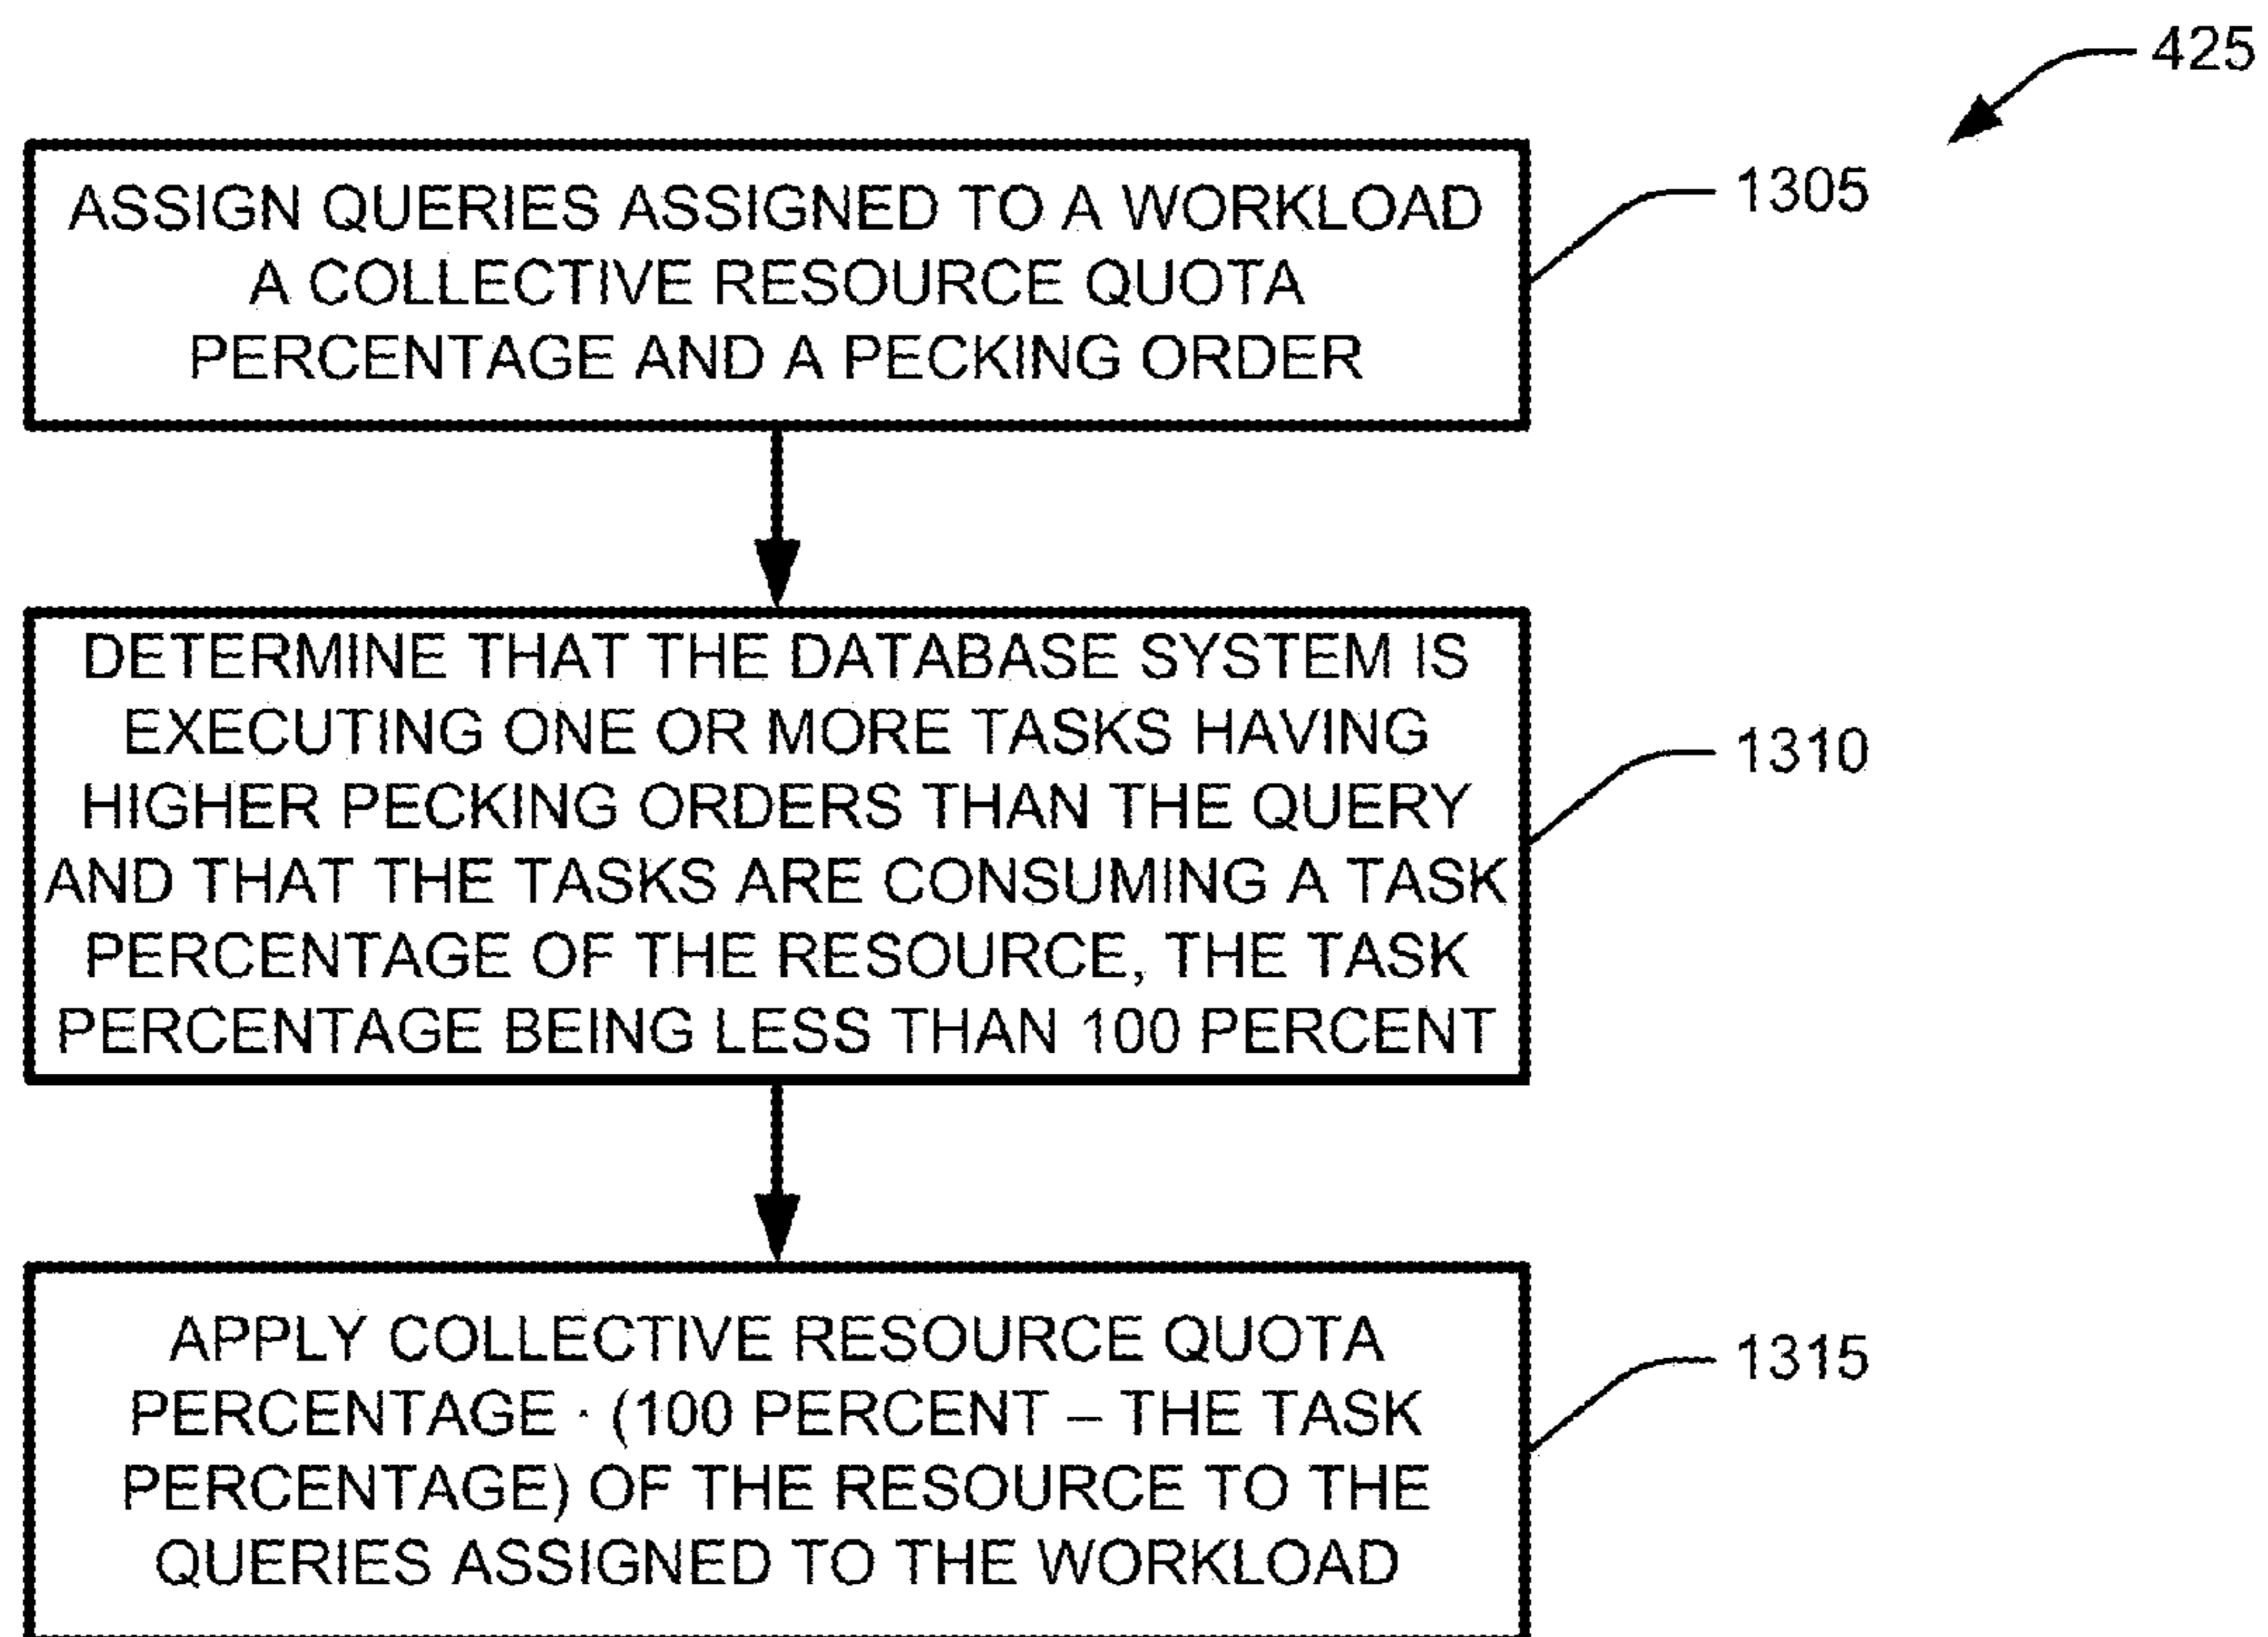 425
ASSIGN QUERIES ASSIGNED TO A WORKLOAD
A COLLECTIVE RESOURCE QUOTA
PERCENTAGE AND A PECKING ORDER
1305
DETERMINE THAT THE DATABASE SYSTEM IS
EXECUTING ONE OR MORE TASKS HAVING
HIGHER PECKING ORDERS THAN THE QUERY
AND THAT THE TASKS ARE CONSUMING A TASK
PERCENTAGE OF THE RESOURCE, THE TASK
PERCENTAGE BEING LESS THAN 100 PERCENT
1310
APPLY COLLECTIVE RESOURCE QUOTA
PERCENTAGE · (100 PERCENT – THE TASK
PERCENTAGE) OF THE RESOURCE TO THE
QUERIES ASSIGNED TO THE WORKLOAD
1315